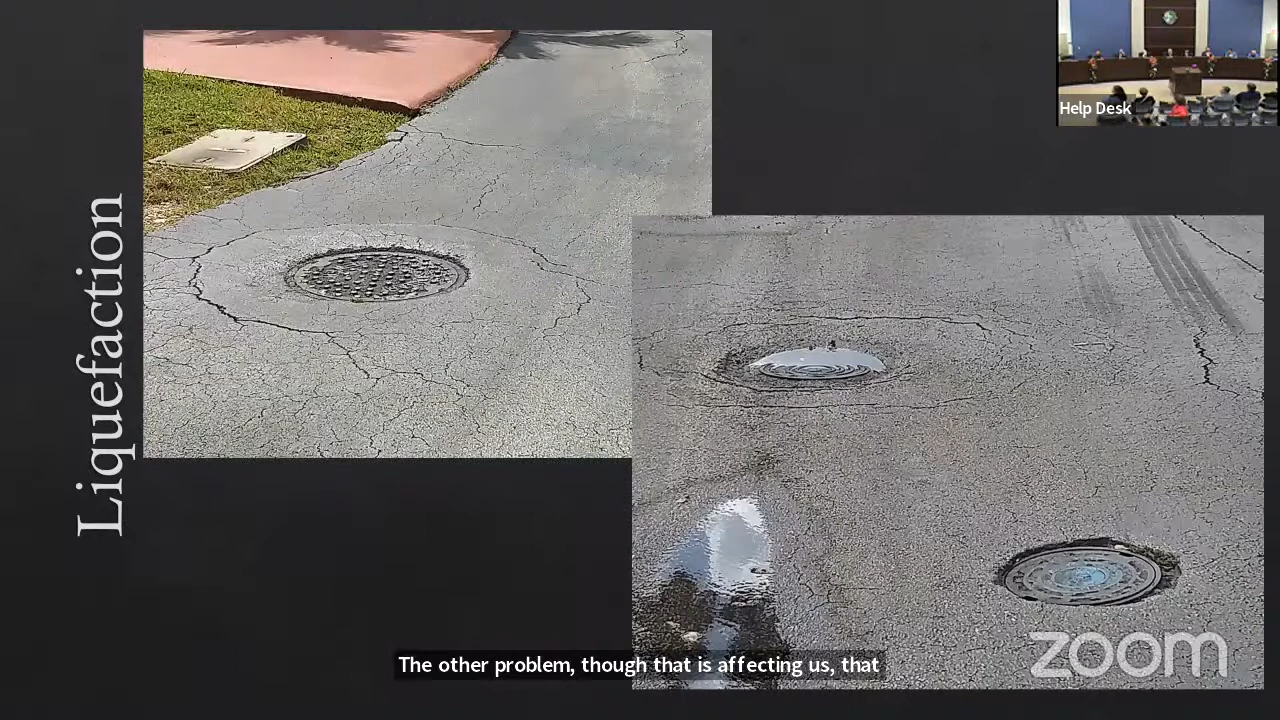 Help Desk
Liquefaction
The other problem, though that is affecting us, that
zoom